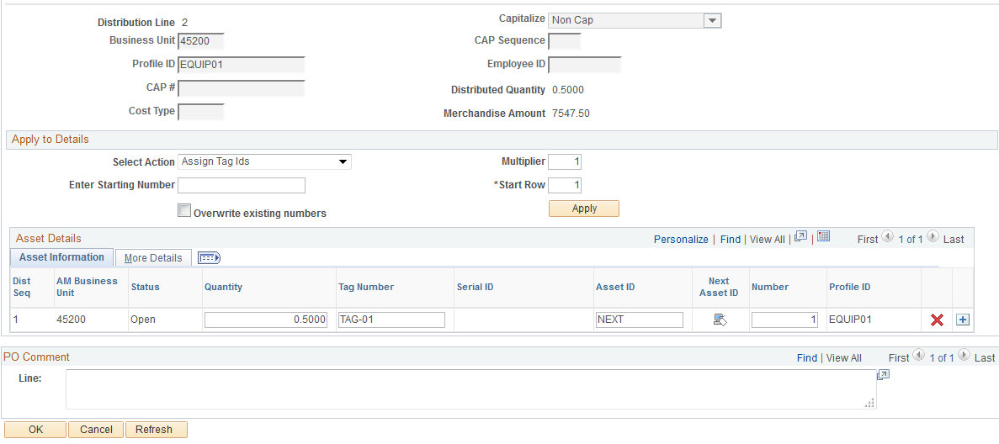 Distribution Line 2 Capitalize Non Cap
Business Unit 45200 CAP Sequence
Profile ID EQUIP01 Employee ID
CAP # Distributed Quantity 0.5000
Cost Type Merchandise Amount 7547.50
Apply to Details
Select Action Assign Tag Ids Multiplier 1
Enter Starting Number *Start Row 1
Overwrite existing numbers Apply
Asset Details Personalize | Find | View All | | First 1 of 1 Last
Asset Information More Details
Dist Seq AM Business Unit Status Quantity Tag Number Serial ID Asset ID Next Asset ID Number Profile ID
1 45200 Open 0.5000 TAG-01 NEXT 1 EQUIP01
PO Comment Find | View All First 1 of 1 Last
Line:
OK Cancel Refresh